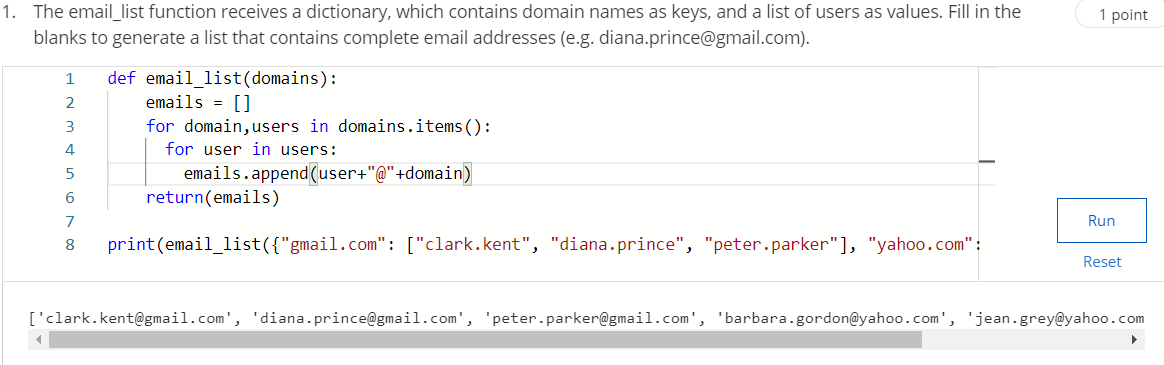 1. The email_list function receives a dictionary, which contains domain names as keys, and a list of users as values. Fill in the
blanks to generate a list that contains complete email addresses (e.g. diana.prince@gmail.com).
1 point
1 def email_list(domains):
2 emails = []
3 for domain,users in domains.items():
4 for user in users:
5 emails.append(user+"@"+domain)
6 return(emails)
7
8 print(email_list({"gmail.com": ["clark.kent", "diana.prince", "peter.parker"], "yahoo.com":
Run
Reset
['clark.kent@gmail.com', 'diana.prince@gmail.com', 'peter.parker@gmail.com', 'barbara.gordon@yahoo.com', 'jean.grey@yahoo.com